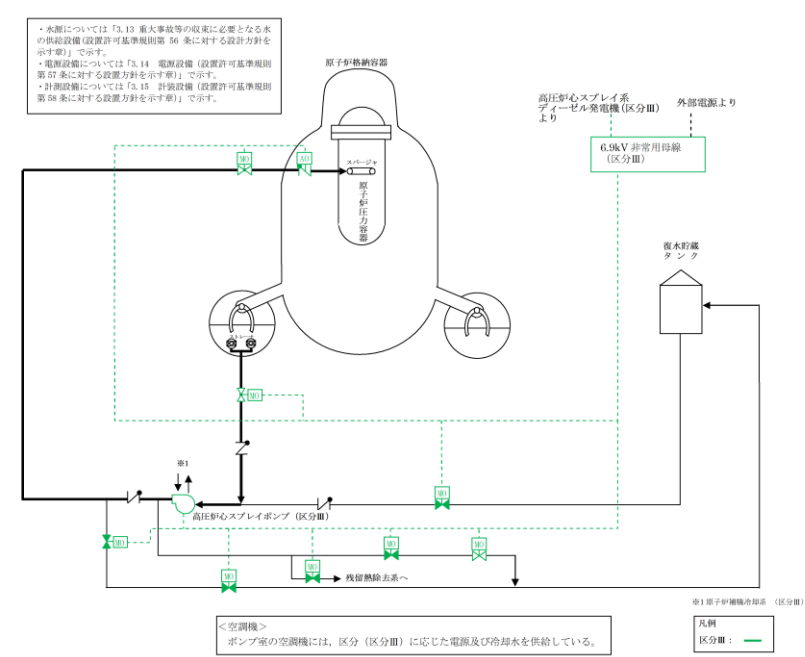 ・水源については「3.13 重大事故等の収束に必要となる水
の供給設備(設置許可基準規則第 56 条に対する設計方針を
示す章)」で示す。
・電源設備については「3.14 電源設備 (設置許可基準規則
第 57 条に対する設置方針を示す章)」で示す。
・計測設備については「3.15 計装設備 (設置許可基準規則
第 58 条に対する設置方針を示す章)」で示す。
原子炉格納容器
高圧炉心スプレイ系
ディーゼル発電機(区分Ⅲ)
より
外部電源より
6.9kV 非常用母線
(区分Ⅲ)
MO
AO
スパージャ
原子炉圧力容器
復水貯蔵
タンク
ストレーナ
MO
※1
MO
高圧炉心スプレイポンプ (区分Ⅲ)
MO
MO
MO
MO
MO
残留熱除去系へ
※1 原子炉補機冷却系 (区分Ⅲ)
<空調機>
ポンプ室の空調機には,区分(区分Ⅲ)に応じた電源及び冷却水を供給している。
凡例
区分Ⅲ: